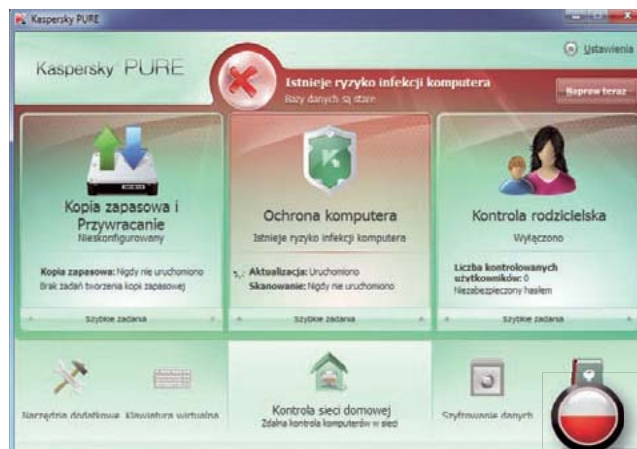 Kaspersky PURE
Ustawienia
Kaspersky PURE
Istnieje ryzyko infekcji komputera
Bazy danych są stare
Napraw teraz
Kopia zapasowa i
Przywracanie
Nieskonfigurowany
Kopia zapasowa: Nigdy nie uruchomiono
Brak zadań tworzenia kopii zapasowej
Szybkie zadania
Ochrona komputera
Istnieje ryzyko infekcji komputera
Aktualizacja: Uruchomiono
Skanowanie: Nigdy nie uruchomiono
Szybkie zadania
Kontrola rodzicielska
Wyłączono
Liczba kontrolowanych
użytkowników: 0
Niezabezpieczony hasłem
Szybkie zadania
Narzędzia dodatkowe
Klawiatura wirtualna
Kontrola sieci domowej
Zdalna kontrola komputerów w sieci
Szyfrowanie danych